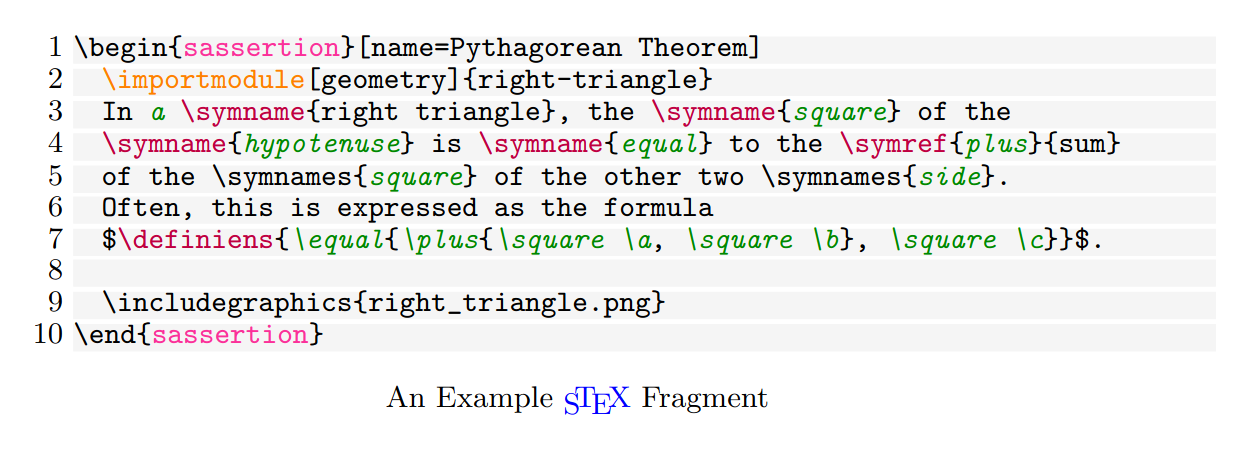 1 \begin{sassertion}[name=Pythagorean Theorem]
2 \importmodule[geometry]{right-triangle}
3 In a \symname{right triangle}, the \symname{square} of the
4 \symname{hypotenuse} is \symname{equal} to the \symref{plus}{sum}
5 of the \symnames{square} of the other two \symnames{side}.
6 Often, this is expressed as the formula
7 $\definiens{\equal{\plus{\square \a, \square \b}, \square \c}}$.
8
9 \includegraphics{right_triangle.png}
10 \end{sassertion}
An Example STEX Fragment